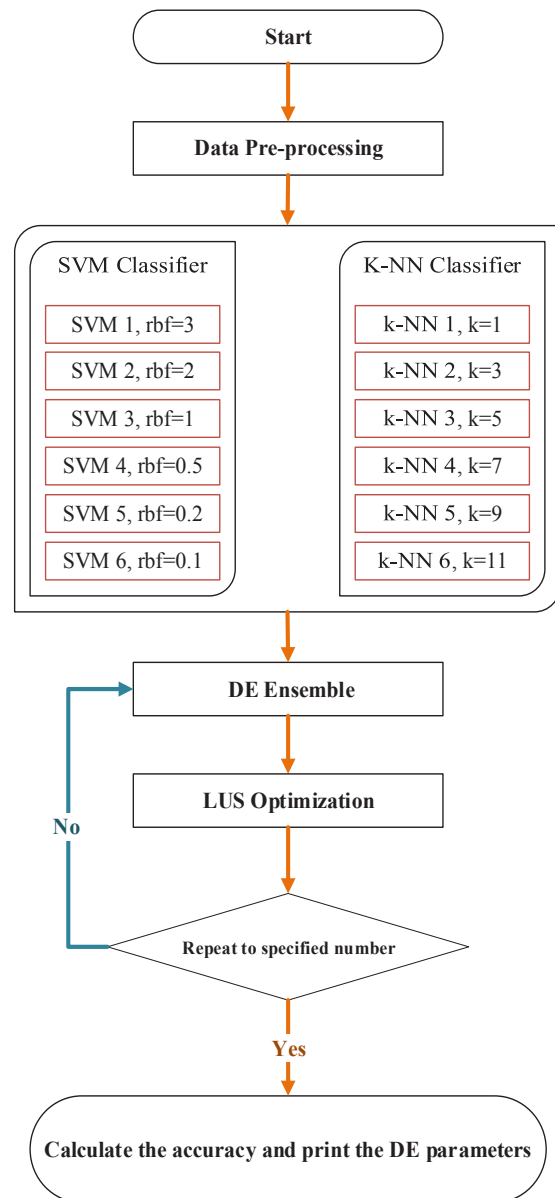 Start
Data Pre-processing
SVM Classifier
SVM 1, rbf=3
SVM 2, rbf=2
SVM 3, rbf=1
SVM 4, rbf=0.5
SVM 5, rbf=0.2
SVM 6, rbf=0.1
K-NN Classifier
k-NN 1, k=1
k-NN 2, k=3
k-NN 3, k=5
k-NN 4, k=7
k-NN 5, k=9
k-NN 6, k=11
DE Ensemble
LUS Optimization
No
Repeat to specified number
Yes
Calculate the accuracy and print the DE parameters